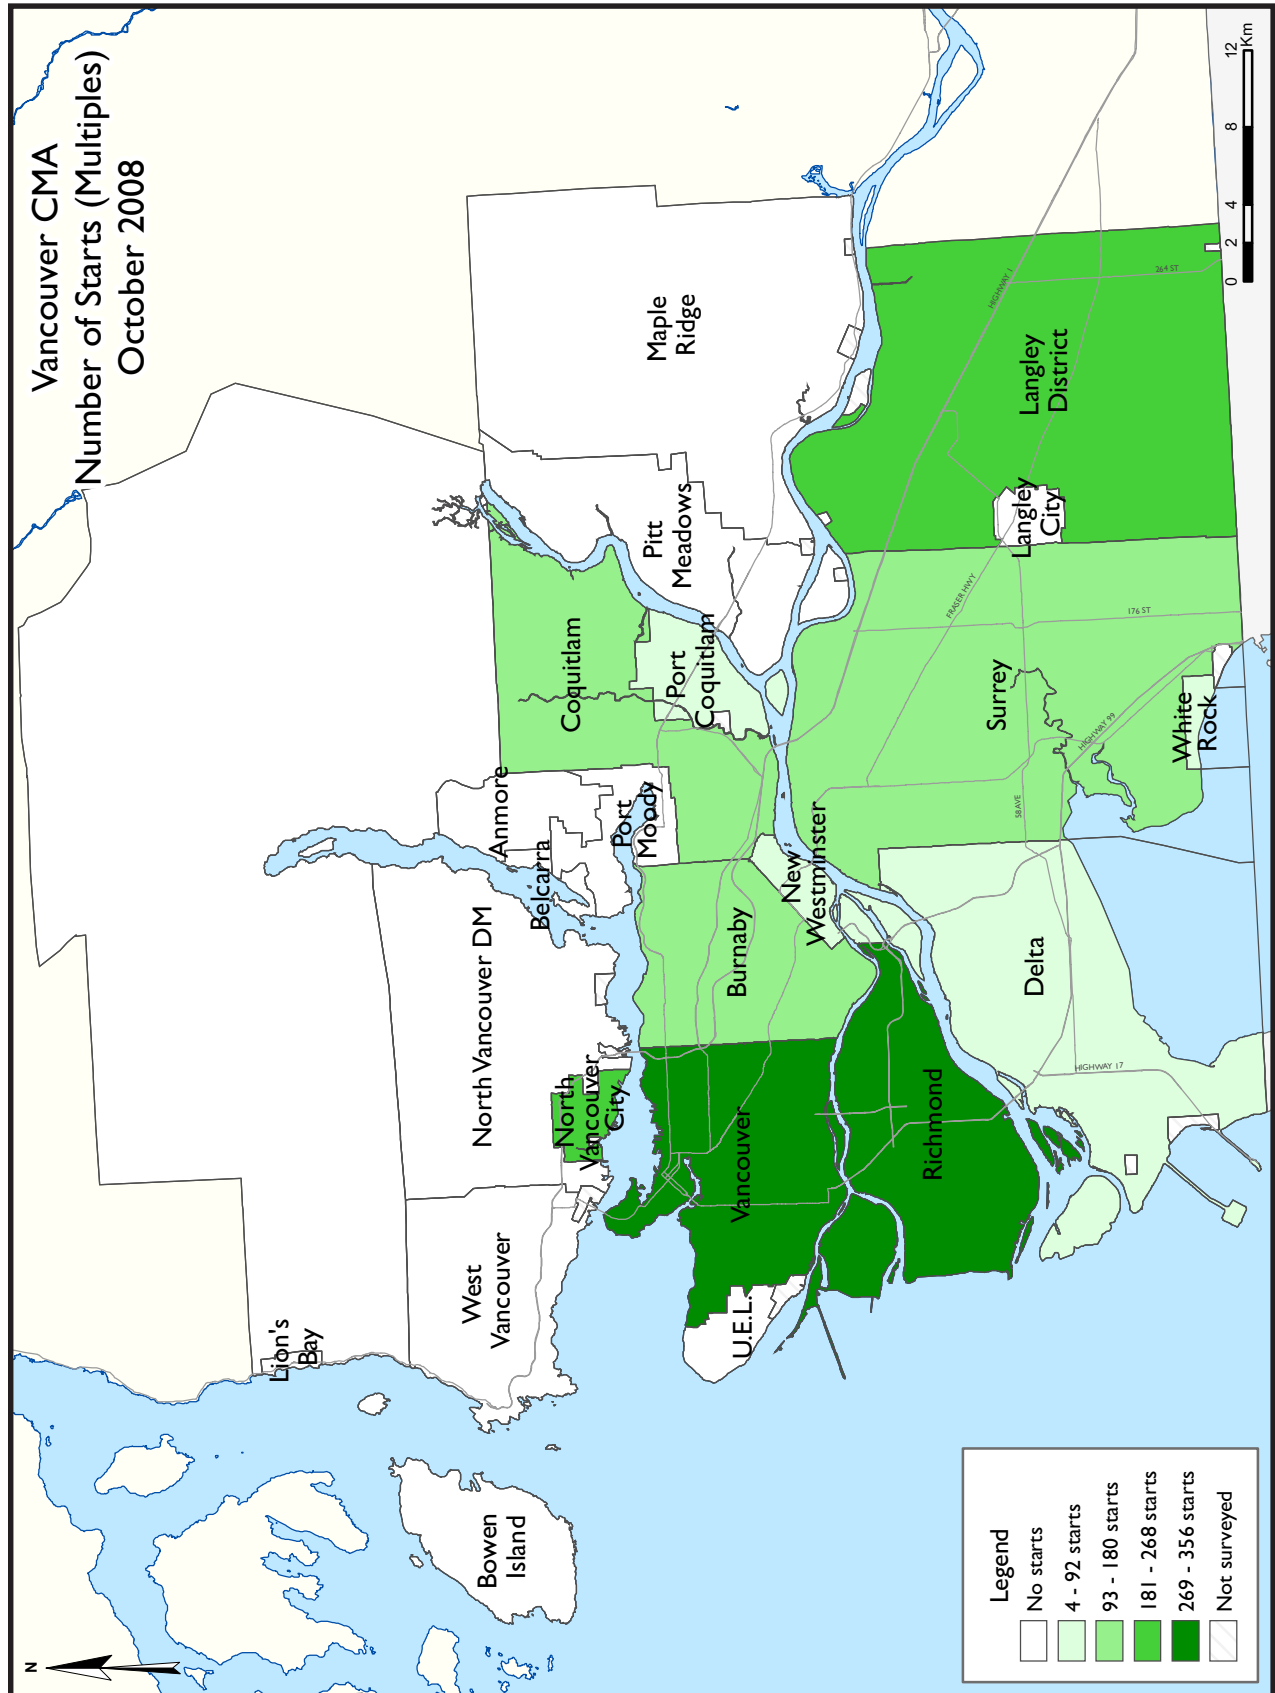 Vancouver CMA
Number of Starts (Multiples)
October 2008
N
Lion's
Bay
Bowen
Island
West
Vancouver
North Vancouver DM
North
Vancouver
City
Belcarra
Anmore
Port
Moody
Coquitlam
Port
Coquitlam
Pitt
Meadows
Maple
Ridge
U.E.L.
Vancouver
Burnaby
New
Westminster
Richmond
Delta
Surrey
White
Rock
Langley
City
Langley
District
HIGHWAY 1
FRASER HWY
176 ST
264 ST
HIGHWAY 99
58 AVE
HIGHWAY 17
Legend
No starts
4 - 92 starts
93 - 180 starts
181 - 268 starts
269 - 356 starts
Not surveyed
0 2 4 8 12
Km